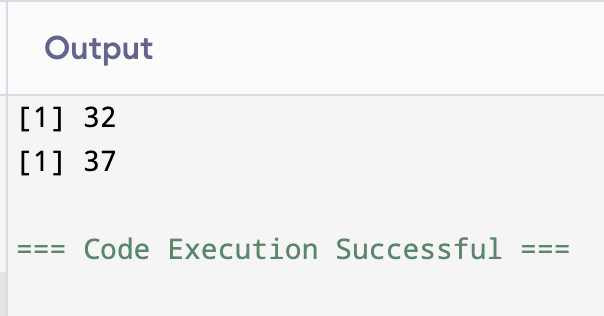 Output
[1] 32
[1] 37
=== Code Execution Successful ===